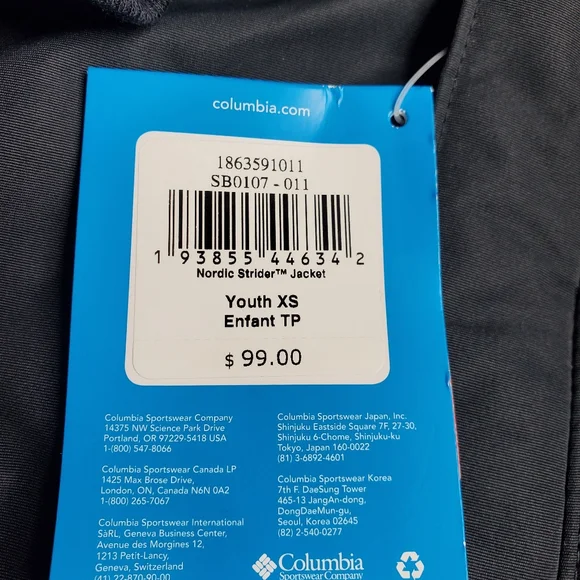 columbia.com
1863591011
SB0107 - 011
1 93855 44634 2
Nordic Strider™ Jacket
Youth XS
Enfant TP
$ 99.00
Columbia Sportswear Company
14375 NW Science Park Drive
Portland, OR 97229-5418 USA
1-(800) 547-8066
Columbia Sportswear Canada LP
1425 Max Brose Drive,
London, ON, Canada N6N 0A2
1-(800) 265-7067
Columbia Sportswear International
SàRL, Geneva Business Center,
Avenue des Morgines 12,
1213 Petit-Lancy,
Geneva, Switzerland
(41) 22-870-90-00
Columbia Sportswear Japan, Inc.
Shinjuku Eastside Square 7F, 27-30,
Shinjuku 6-Chome, Shinjuku-ku
Tokyo, Japan 160-0022
(81) 3-6892-4601
Columbia Sportswear Korea
7th F. DaeSung Tower
465-13 JangAn-dong,
DongDaeMun-gu,
Seoul, Korea 02645
(82) 2-540-0277
Columbia
Sportswear Company